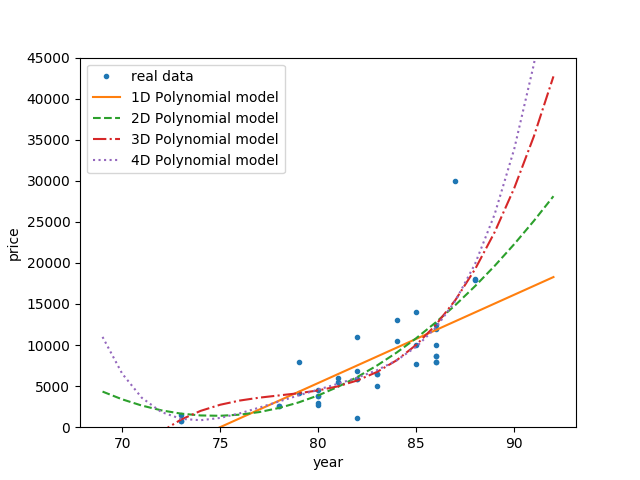 45000
40000
35000
30000
25000
20000
15000
10000
5000
0
price
real data
1D Polynomial model
2D Polynomial model
3D Polynomial model
4D Polynomial model
70 75 80 85 90
year